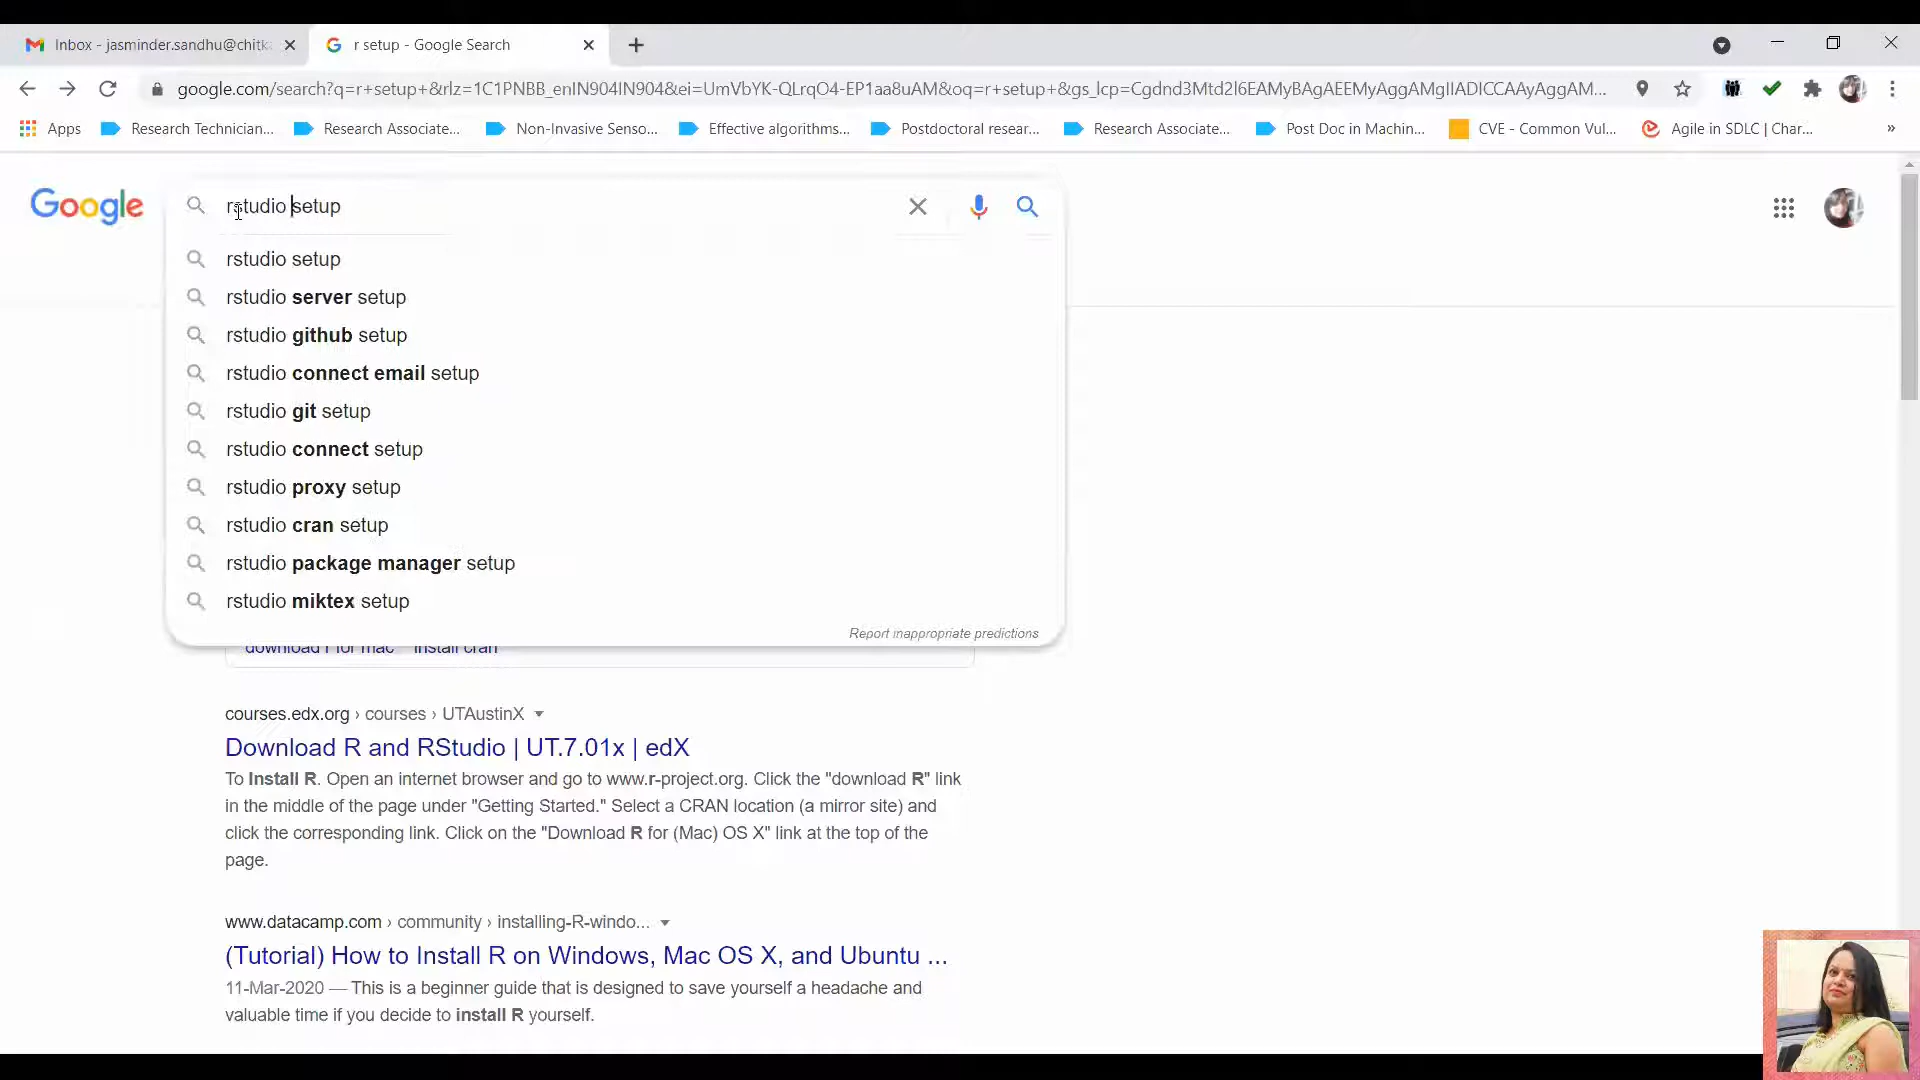 Inbox - jasminder.sandhu@chitk
r setup - Google Search
google.com/search?q=r+setup+&rlz=1C1PNBB_enIN904IN904&ei=UmVbYK-QLrqO4-EP1aa8uAM&oq=r+setup+&gs_lcp=Cgdnd3Mtd2l6EAMyBAgAEEMyAggAMgIIADICCAAyAggAM...
Apps
Research Technician...
Research Associate...
Non-Invasive Senso...
Effective algorithms...
Postdoctoral resear...
Research Associate...
Post Doc in Machin...
CVE - Common Vul...
Agile in SDLC | Char...
»
Google
rstudio setup
rstudio setup
rstudio server setup
rstudio github setup
rstudio connect email setup
rstudio git setup
rstudio connect setup
rstudio proxy setup
rstudio cran setup
rstudio package manager setup
rstudio miktex setup
Report inappropriate predictions
download r for mac install cran
courses.edx.org › courses › UTAustinX
Download R and RStudio | UT.7.01x | edX
To Install R. Open an internet browser and go to www.r-project.org. Click the "download R" link
in the middle of the page under "Getting Started." Select a CRAN location (a mirror site) and
click the corresponding link. Click on the "Download R for (Mac) OS X" link at the top of the
page.
www.datacamp.com › community › installing-R-windo...
(Tutorial) How to Install R on Windows, Mac OS X, and Ubuntu ...
11-Mar-2020 — This is a beginner guide that is designed to save yourself a headache and
valuable time if you decide to install R yourself.